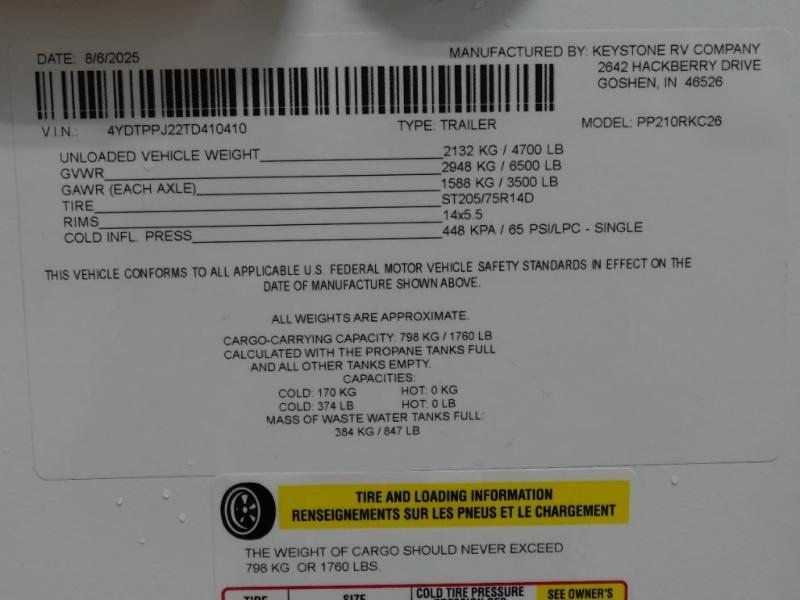 DATE: 8/6/2025
MANUFACTURED BY: KEYSTONE RV COMPANY
2642 HACKBERRY DRIVE
GOSHEN, IN 46526
V.I.N.: 4YDTPPJ22TD410410 TYPE: TRAILER MODEL: PP210RKC26
UNLOADED VEHICLE WEIGHT 2132 KG / 4700 LB
GVWR 2948 KG / 6500 LB
GAWR (EACH AXLE) 1588 KG / 3500 LB
TIRE ST205/75R14D
RIMS 14x5.5
COLD INFL. PRESS 448 KPA / 65 PSI/LPC - SINGLE
THIS VEHICLE CONFORMS TO ALL APPLICABLE U.S. FEDERAL MOTOR VEHICLE SAFETY STANDARDS IN EFFECT ON THE
DATE OF MANUFACTURE SHOWN ABOVE.
ALL WEIGHTS ARE APPROXIMATE.
CARGO-CARRYING CAPACITY: 798 KG / 1760 LB
CALCULATED WITH THE PROPANE TANKS FULL
AND ALL OTHER TANKS EMPTY.
CAPACITIES:
COLD: 170 KG HOT: 0 KG
COLD: 374 LB HOT: 0 LB
MASS OF WASTE WATER TANKS FULL:
384 KG / 847 LB
TIRE AND LOADING INFORMATION
RENSEIGNEMENTS SUR LES PNEUS ET LE CHARGEMENT
THE WEIGHT OF CARGO SHOULD NEVER EXCEED
798 KG OR 1760 LBS.
TIRE SIZE COLD TIRE PRESSURE SEE OWNER'S